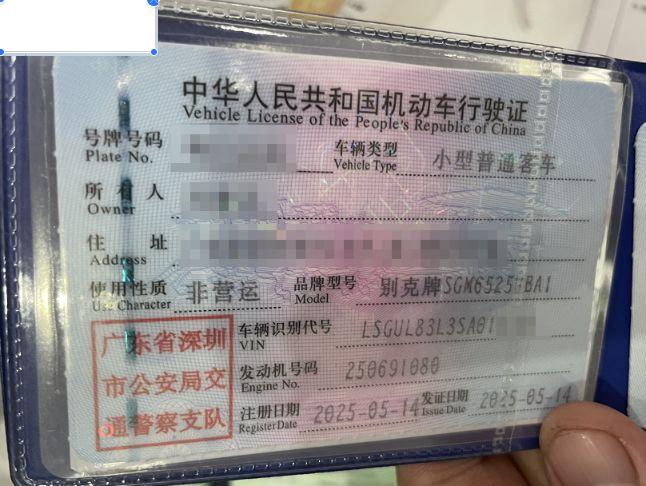 中华人民共和国机动车行驶证
Vehicle License of the People's Republic of China
号牌号码 车辆类型 小型普通客车
Plate No. Vehicle Type
所有人
Owner
住址
Address
使用性质 非营运 品牌型号 别克牌SGM6525FBA1
Use Character Model
广东省深圳市公安局交通警察支队
车辆识别代号 LSGUL83L3SA01
VIN
发动机号码 250691080
Engine No.
注册日期 2025-05-14 发证日期 2025-05-14
Register Date Issue Date